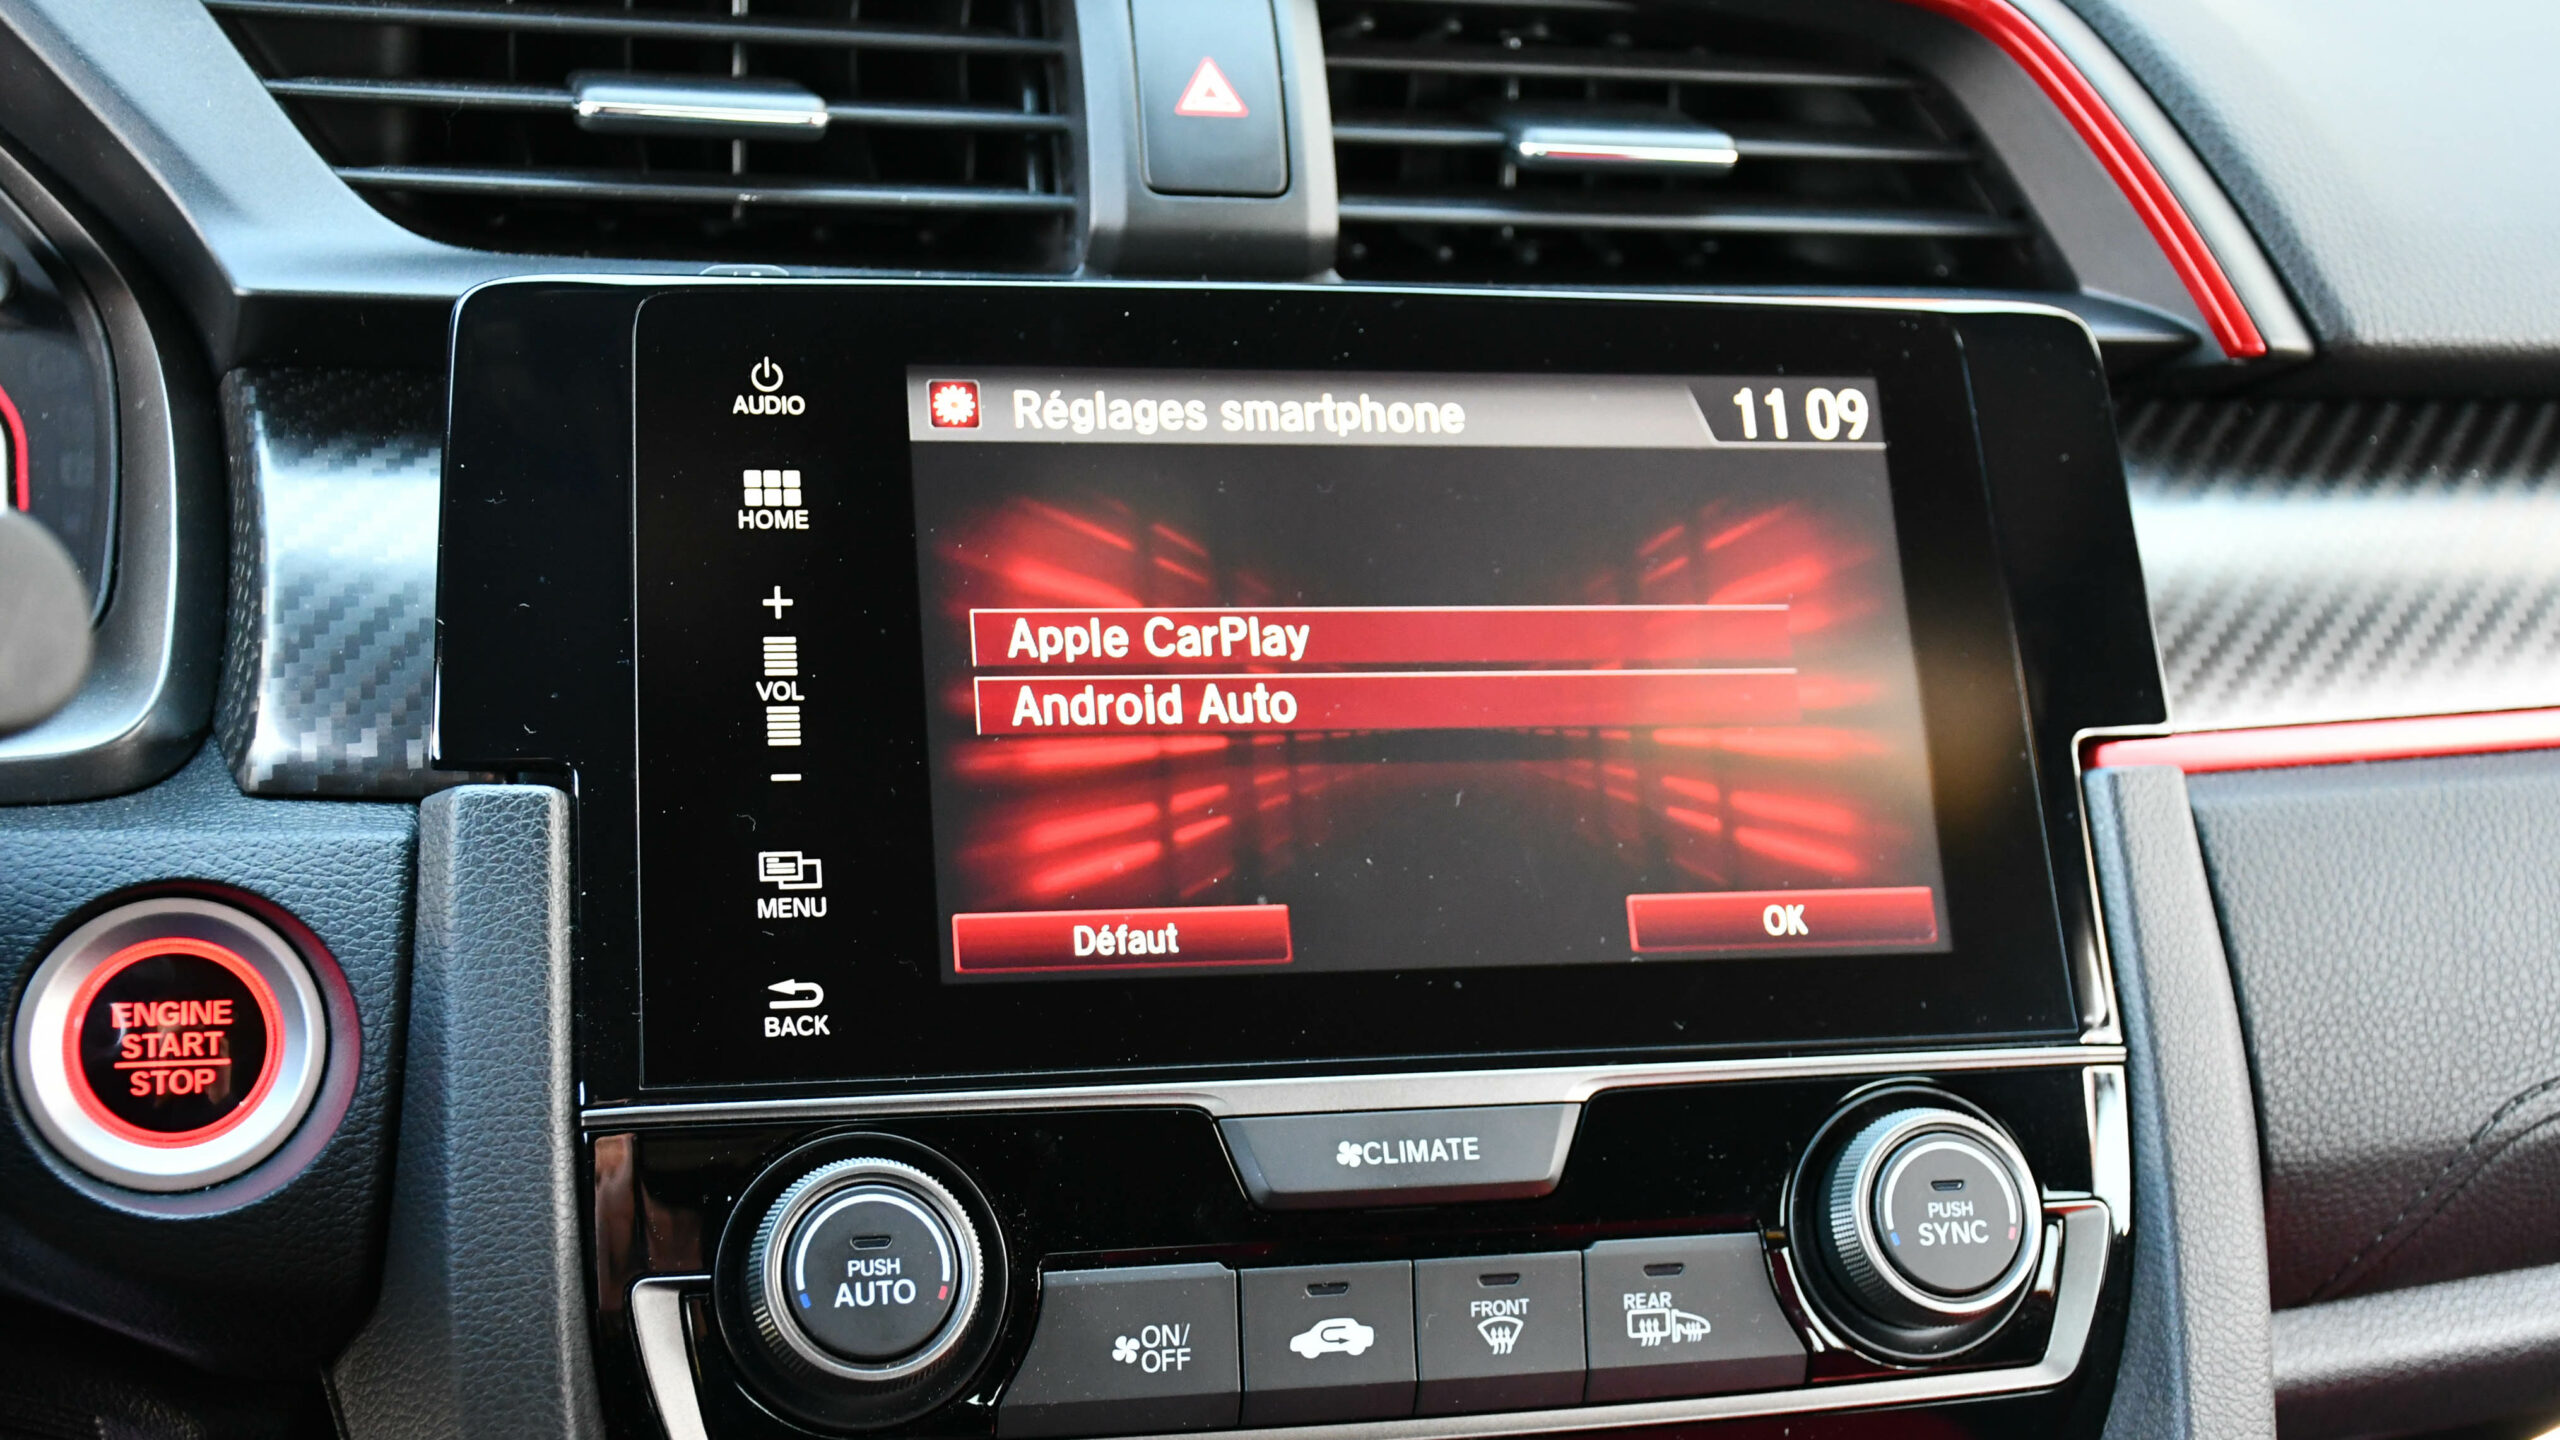 AUDIO
HOME
+
VOL
-
MENU
BACK
Réglages smartphone
11 09
Apple CarPlay
Android Auto
Défaut
OK
ENGINE
START
STOP
CLIMATE
PUSH
AUTO
ON/
OFF
FRONT
REAR
PUSH
SYNC